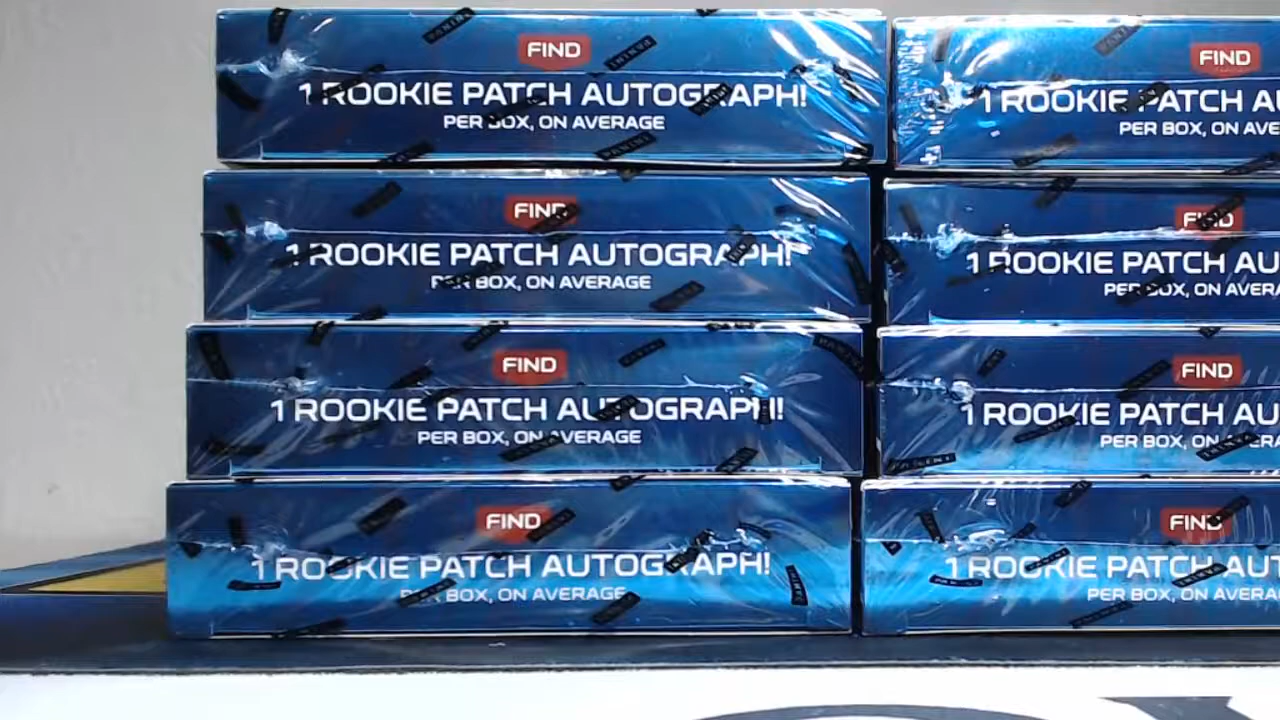 FIND
1 ROOKIE PATCH AUTOGRAPH!
PER BOX, ON AVERAGE
FIND
1 ROOKIE PATCH AU
PER BOX, ON AVE
FIND
1 ROOKIE PATCH AUTOGRAPH!
PER BOX, ON AVERAGE
FIND
1 ROOKIE PATCH AU
PER BOX, ON AVERA
FIND
1 ROOKIE PATCH AUTOGRAPH!
PER BOX, ON AVERAGE
FIND
1 ROOKIE PATCH AU
PER BOX, ON AVERA
FIND
1 ROOKIE PATCH AUTOGRAPH!
PER BOX, ON AVERAGE
FIND
1 ROOKIE PATCH AUT
PER BOX, ON AVERA